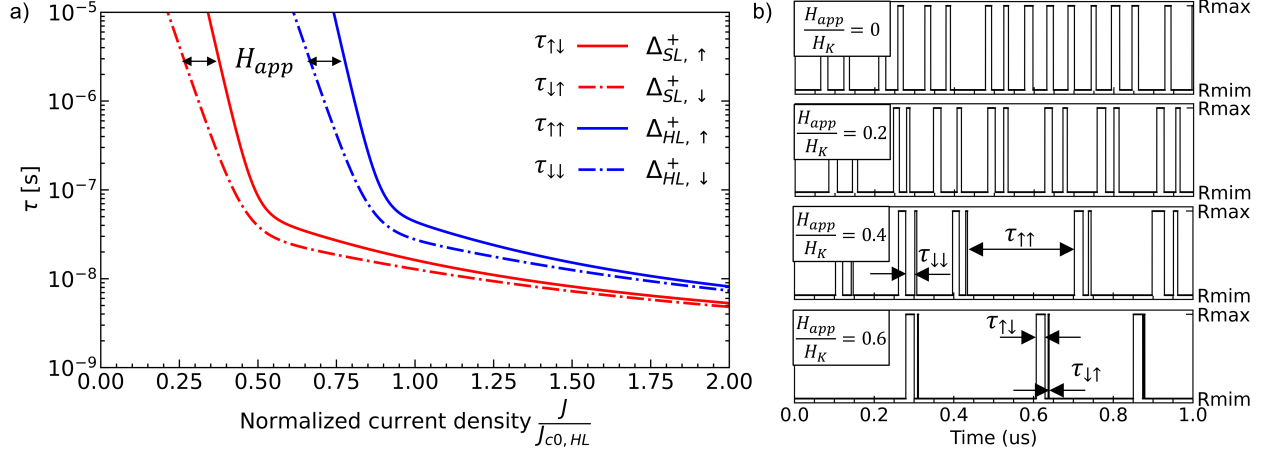 a)
10⁻⁵
10⁻⁶
10⁻⁷
10⁻⁸
10⁻⁹
τ [s]
H_app
τ↑↓ Δ⁺_SL, ↑
τ↓↑ Δ⁺_SL, ↓
τ↑↑ Δ⁺_HL, ↑
τ↓↓ Δ⁺_HL, ↓
0.00 0.25 0.50 0.75 1.00 1.25 1.50 1.75 2.00
Normalized current density J / J_c0, HL
b)
H_app / H_K = 0
Rmax
Rmim
H_app / H_K = 0.2
Rmax
Rmim
H_app / H_K = 0.4
τ↓↓
τ↑↑
Rmax
Rmim
H_app / H_K = 0.6
τ↑↓
τ↓↑
Rmax
Rmim
0.0 0.2 0.4 0.6 0.8 1.0
Time (us)